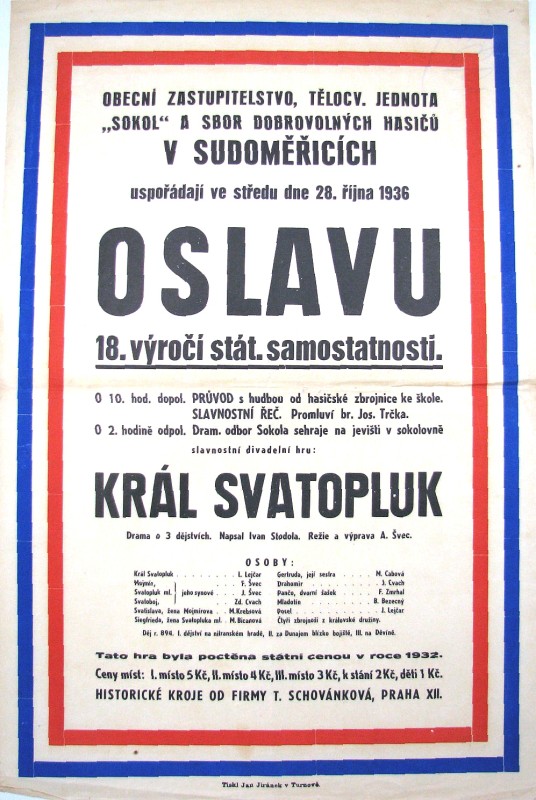 OBECNÍ ZASTUPITELSTVO, TĚLOCV. JEDNOTA
„SOKOL“ A SBOR DOBROVOLNÝCH HASIČŮ
V SUDOMĚŘICÍCH
uspořádají ve středu dne 28. října 1936
OSLAVU
18. výročí stát. samostatnosti.
O 10. hod. dopol. PRŮVOD s hudbou od hasičské zbrojnice ke škole.
SLAVNOSTNÍ ŘEČ. Promluví br. Jos. Trčka.
O 2. hodině odpol. Dram. odbor Sokola sehraje na jevišti v sokolovně
slavnostní divadelní hru:
KRÁL SVATOPLUK
Drama o 3 dějstvích. Napsal Ivan Stodola. Režie a výprava A. Švec.
OSOBY:
Král Svatopluk . . . . . . . . . L. Lejčar
Mojmír, F. Švec
Svatopluk ml. jeho synové . J. Švec
Svatoboj, Zd. Cvach
Svatislava, žena Mojmírova . M. Krebsová
Siegfrieda, žena Svatopluka ml. M. Bicanová
Gertruda, její sestra . . . . M. Cabová
Drahomír . . . . . . . . J. Cvach
Pančo, dvorní šašek . . . . F. Zmrhal
Mladotín . . . . . . . . B. Bezecný
Posel . . . . . . . . . J. Lejčar
Čtyři zbrojnoši z královské družiny.
Děj r. 894. I. dějství na nitranském hradě, II. za Dunajem blízko bojiště, III. na Děvíně.
Tato hra byla poctěna státní cenou v roce 1932.
Ceny míst: I. místo 5 Kč, II. místo 4 Kč, III. místo 3 Kč, k stání 2 Kč, děti 1 Kč.
HISTORICKÉ KROJE OD FIRMY T. SCHOVÁNKOVÁ, PRAHA XII.
Tiskl Jan Jiránek v Turnově